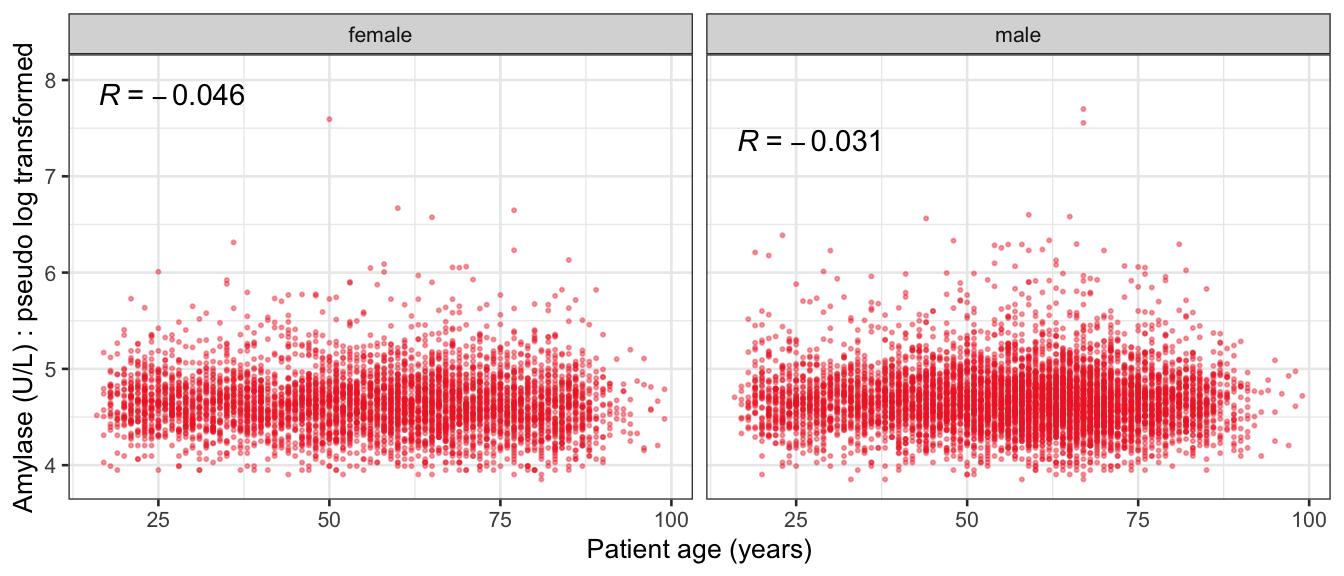 female
male
Amylase (U/L) : pseudo log transformed
8
7
6
5
4
R = −0.046
R = −0.031
25
50
75
100
25
50
75
100
Patient age (years)